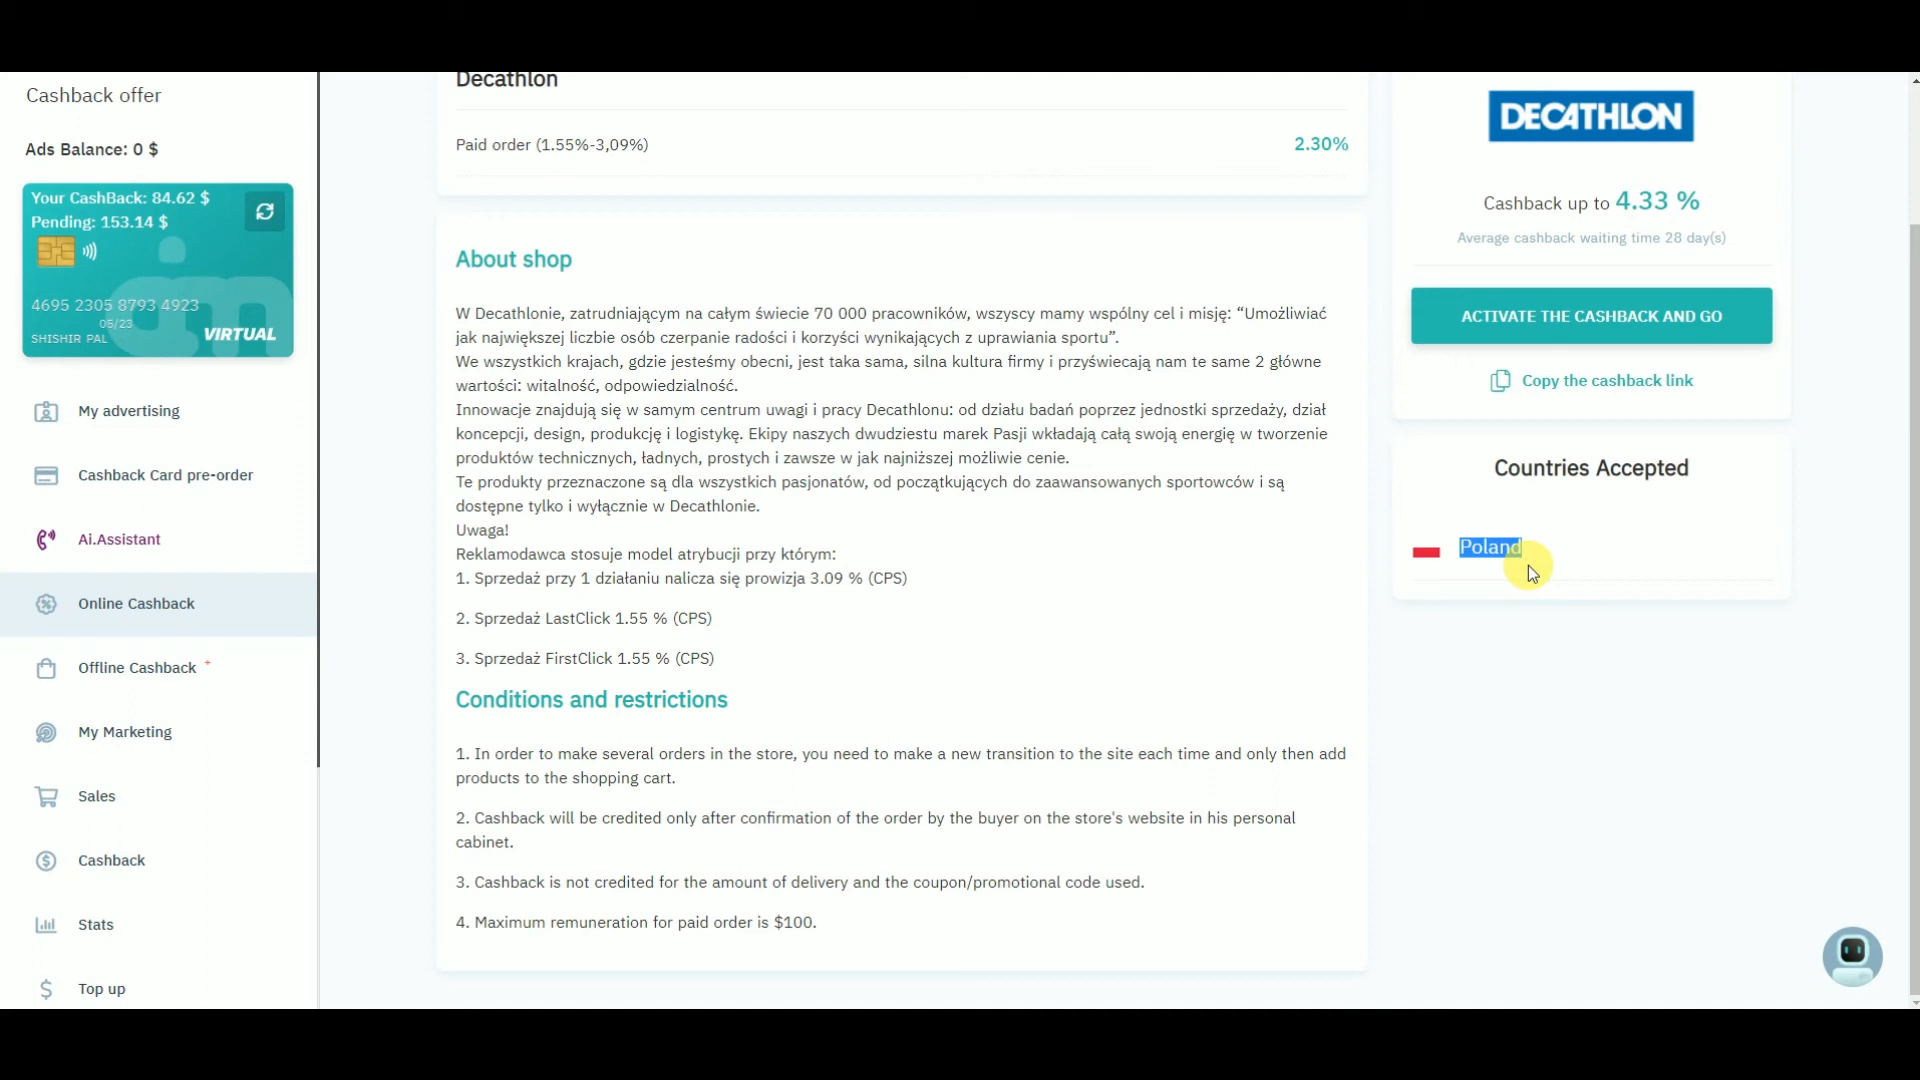 Cashback offer
Ads Balance: 0 $
Your CashBack: 84.62 $
Pending: 153.14 $
4695 2305 8793 4923
05/23
SHISHIR PAL
VIRTUAL
My advertising
Cashback Card pre-order
Ai.Assistant
Online Cashback
Offline Cashback +
My Marketing
Sales
Cashback
Stats
Top up
Decathlon
Paid order (1.55%-3,09%)
2.30%
About shop
W Decathlonie, zatrudniającym na całym świecie 70 000 pracowników, wszyscy mamy wspólny cel i misję: “Umożliwiać
jak największej liczbie osób czerpanie radości i korzyści wynikających z uprawiania sportu”.
We wszystkich krajach, gdzie jesteśmy obecni, jest taka sama, silna kultura firmy i przyświecają nam te same 2 główne
wartości: witalność, odpowiedzialność.
Innowacje znajdują się w samym centrum uwagi i pracy Decathlonu: od działu badań poprzez jednostki sprzedaży, dział
koncepcji, design, produkcję i logistykę. Ekipy naszych dwudziestu marek Pasji wkładają całą swoją energię w tworzenie
produktów technicznych, ładnych, prostych i zawsze w jak najniższej możliwie cenie.
Te produkty przeznaczone są dla wszystkich pasjonatów, od początkujących do zaawansowanych sportowców i są
dostępne tylko i wyłącznie w Decathlonie.
Uwaga!
Reklamodawca stosuje model atrybucji przy którym:
1. Sprzedaż przy 1 działaniu nalicza się prowizja 3.09 % (CPS)
2. Sprzedaż LastClick 1.55 % (CPS)
3. Sprzedaż FirstClick 1.55 % (CPS)
Conditions and restrictions
1. In order to make several orders in the store, you need to make a new transition to the site each time and only then add
products to the shopping cart.
2. Cashback will be credited only after confirmation of the order by the buyer on the store's website in his personal
cabinet.
3. Cashback is not credited for the amount of delivery and the coupon/promotional code used.
4. Maximum remuneration for paid order is $100.
DECATHLON
Cashback up to 4.33 %
Average cashback waiting time 28 day(s)
ACTIVATE THE CASHBACK AND GO
Copy the cashback link
Countries Accepted
Poland